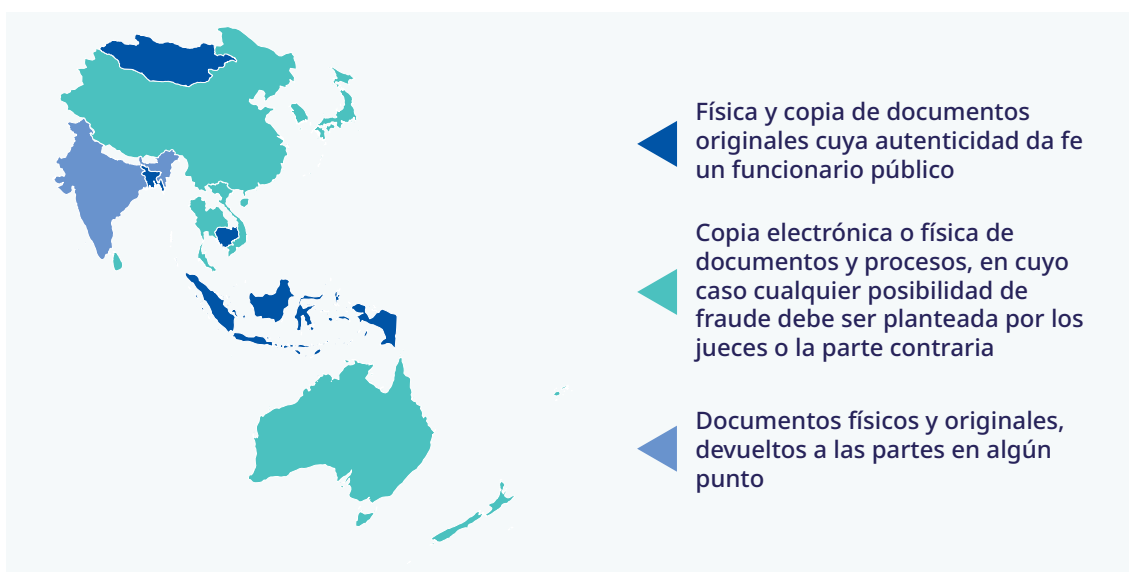 Física y copia de documentos
originales cuya autenticidad da fe
un funcionario público
Copia electrónica o física de
documentos y procesos, en cuyo
caso cualquier posibilidad de
fraude debe ser planteada por los
jueces o la parte contraria
Documentos físicos y originales,
devueltos a las partes en algún
punto